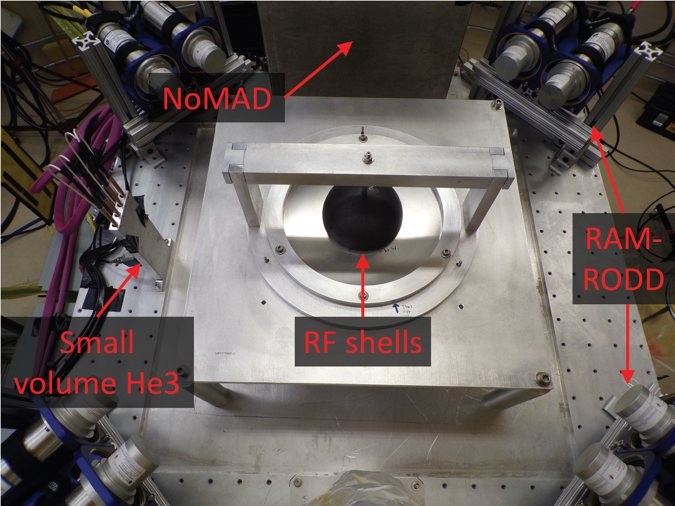 NoMAD
RAM-
RODD
Small
volume He3
RF shells